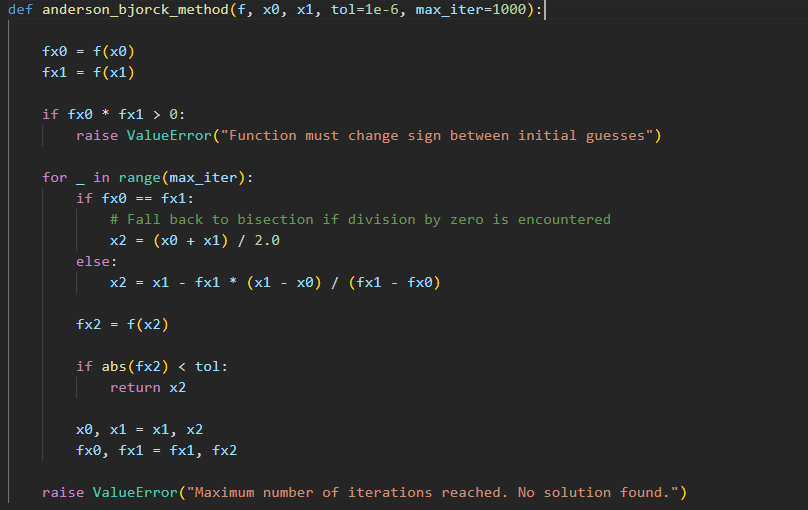 def anderson_bjorck_method(f, x0, x1, tol=1e-6, max_iter=1000):
fx0 = f(x0)
fx1 = f(x1)
if fx0 * fx1 > 0:
raise ValueError("Function must change sign between initial guesses")
for _ in range(max_iter):
if fx0 == fx1:
# Fall back to bisection if division by zero is encountered
x2 = (x0 + x1) / 2.0
else:
x2 = x1 - fx1 * (x1 - x0) / (fx1 - fx0)
fx2 = f(x2)
if abs(fx2) < tol:
return x2
x0, x1 = x1, x2
fx0, fx1 = fx1, fx2
raise ValueError("Maximum number of iterations reached. No solution found.")